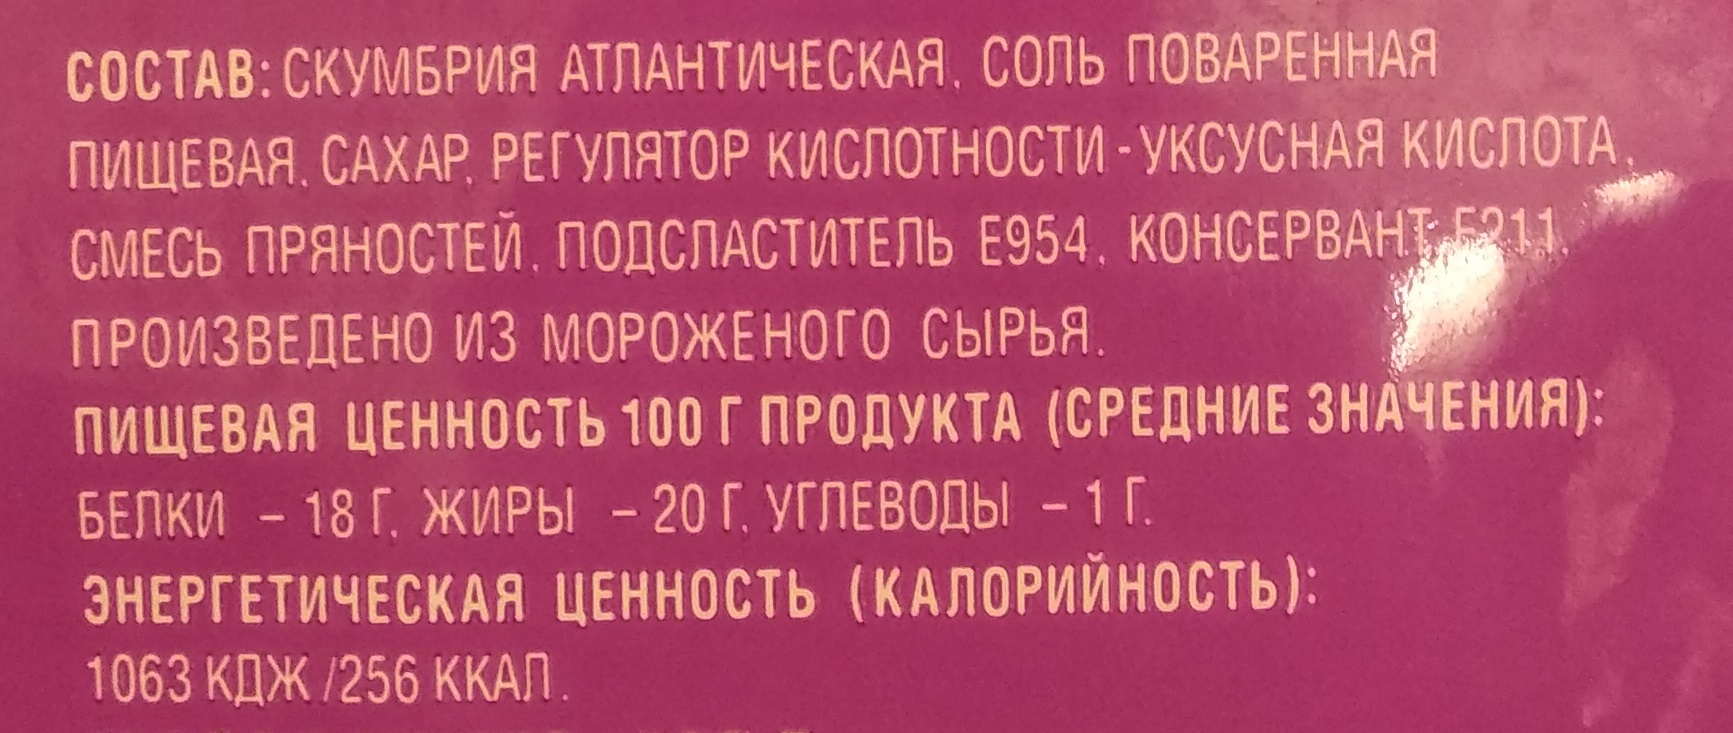 СОСТАВ: СКУМБРИЯ АТЛАНТИЧЕСКАЯ, СОЛЬ ПОВАРЕННАЯ
ПИЩЕВАЯ, САХАР, РЕГУЛЯТОР КИСЛОТНОСТИ - УКСУСНАЯ КИСЛОТА,
СМЕСЬ ПРЯНОСТЕЙ, ПОДСЛАСТИТЕЛЬ Е954, КОНСЕРВАНТ Е211.
ПРОИЗВЕДЕНО ИЗ МОРОЖЕНОГО СЫРЬЯ.
ПИЩЕВАЯ ЦЕННОСТЬ 100 Г ПРОДУКТА (СРЕДНИЕ ЗНАЧЕНИЯ):
БЕЛКИ – 18 Г, ЖИРЫ – 20 Г, УГЛЕВОДЫ – 1 Г.
ЭНЕРГЕТИЧЕСКАЯ ЦЕННОСТЬ (КАЛОРИЙНОСТЬ):
1063 КДЖ /256 ККАЛ.